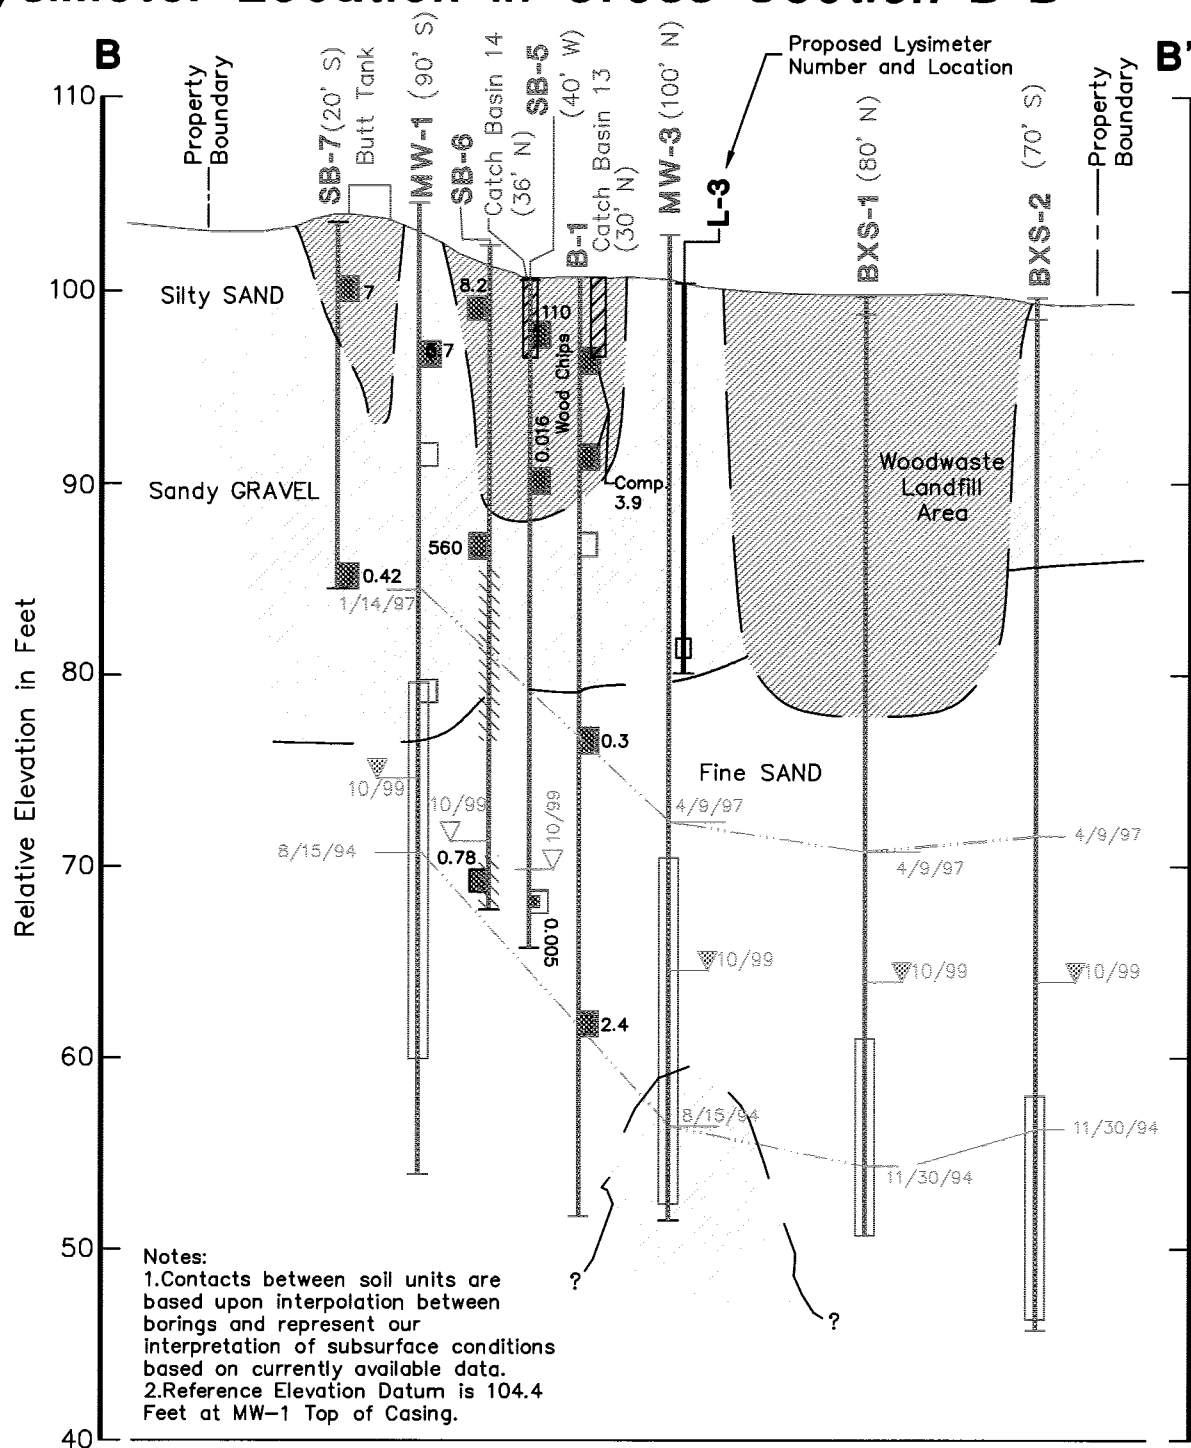 Lysimeter Location in Cross Section B-B'
B
B'
Proposed Lysimeter
Number and Location
Property
Boundary
SB-7 (20' S)
Butt Tank
MW-1 (90' S)
SB-6
Catch Basin 14
(36' N)
SB-5
(40' W)
B-1
Catch Basin 13
(30' N)
MW-3 (100' N)
L-3
BXS-1 (80' N)
BXS-2 (70' S)
Property
Boundary
Relative Elevation in Feet
110
100
90
80
70
60
50
40
Silty SAND
7
8.2
110
0.7
Wood Chips
0.016
Sandy GRAVEL
Comp.
3.9
Woodwaste
Landfill
Area
560
0.42
1/14/97
0.3
Fine SAND
10/99
10/99
10/99
4/9/97
4/9/97
4/9/97
8/15/94
0.78
0.005
10/99
10/99
10/99
2.4
8/15/94
11/30/94
11/30/94
?
?
Notes:
1.Contacts between soil units are
based upon interpolation between
borings and represent our
interpretation of subsurface conditions
based on currently available data.
2.Reference Elevation Datum is 104.4
Feet at MW-1 Top of Casing.